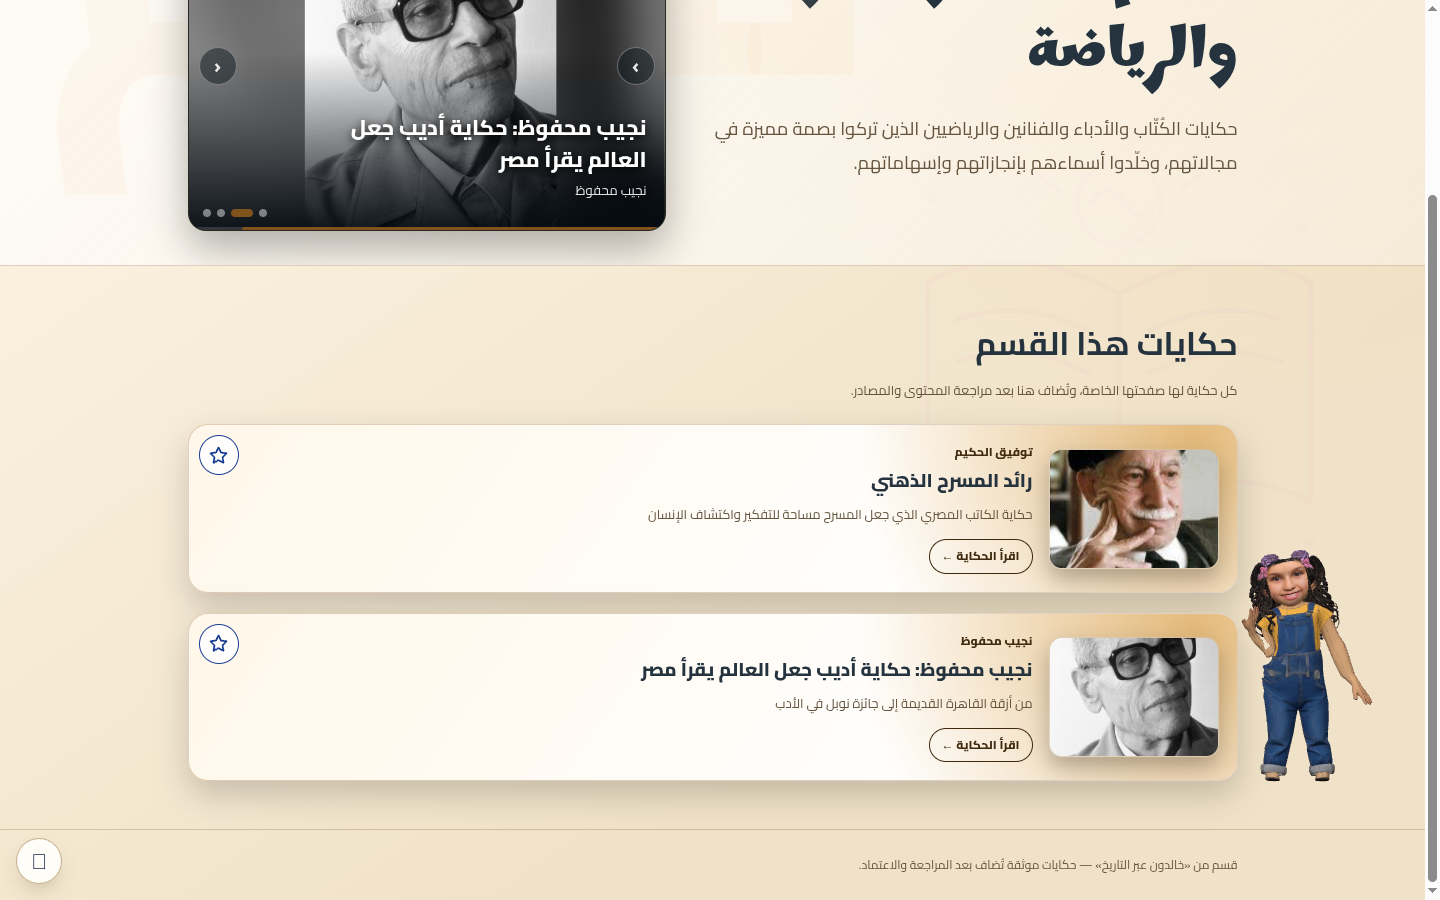 والرياضة
حكايات الكُتّاب والأدباء والفنانين والرياضيين الذين تركوا بصمة مميزة في
مجالاتهم، وخلّدوا أسماءهم بإنجازاتهم وإسهاماتهم.
نجيب محفوظ: حكاية أديب جعل
العالم يقرأ مصر
نجيب محفوظ
حكايات هذا القسم
كل حكاية لها صفحتها الخاصة، وتُضاف هنا بعد مراجعة المحتوى والمصادر.
توفيق الحكيم
رائد المسرح الذهني
حكاية الكاتب المصري الذي جعل المسرح مساحة للتفكير واكتشاف الإنسان
اقرأ الحكاية ←
نجيب محفوظ
نجيب محفوظ: حكاية أديب جعل العالم يقرأ مصر
من أزقة القاهرة القديمة إلى جائزة نوبل في الأدب
اقرأ الحكاية ←
قسم من «خالدون عبر التاريخ» — حكايات موثقة تُضاف بعد المراجعة والاعتماد.